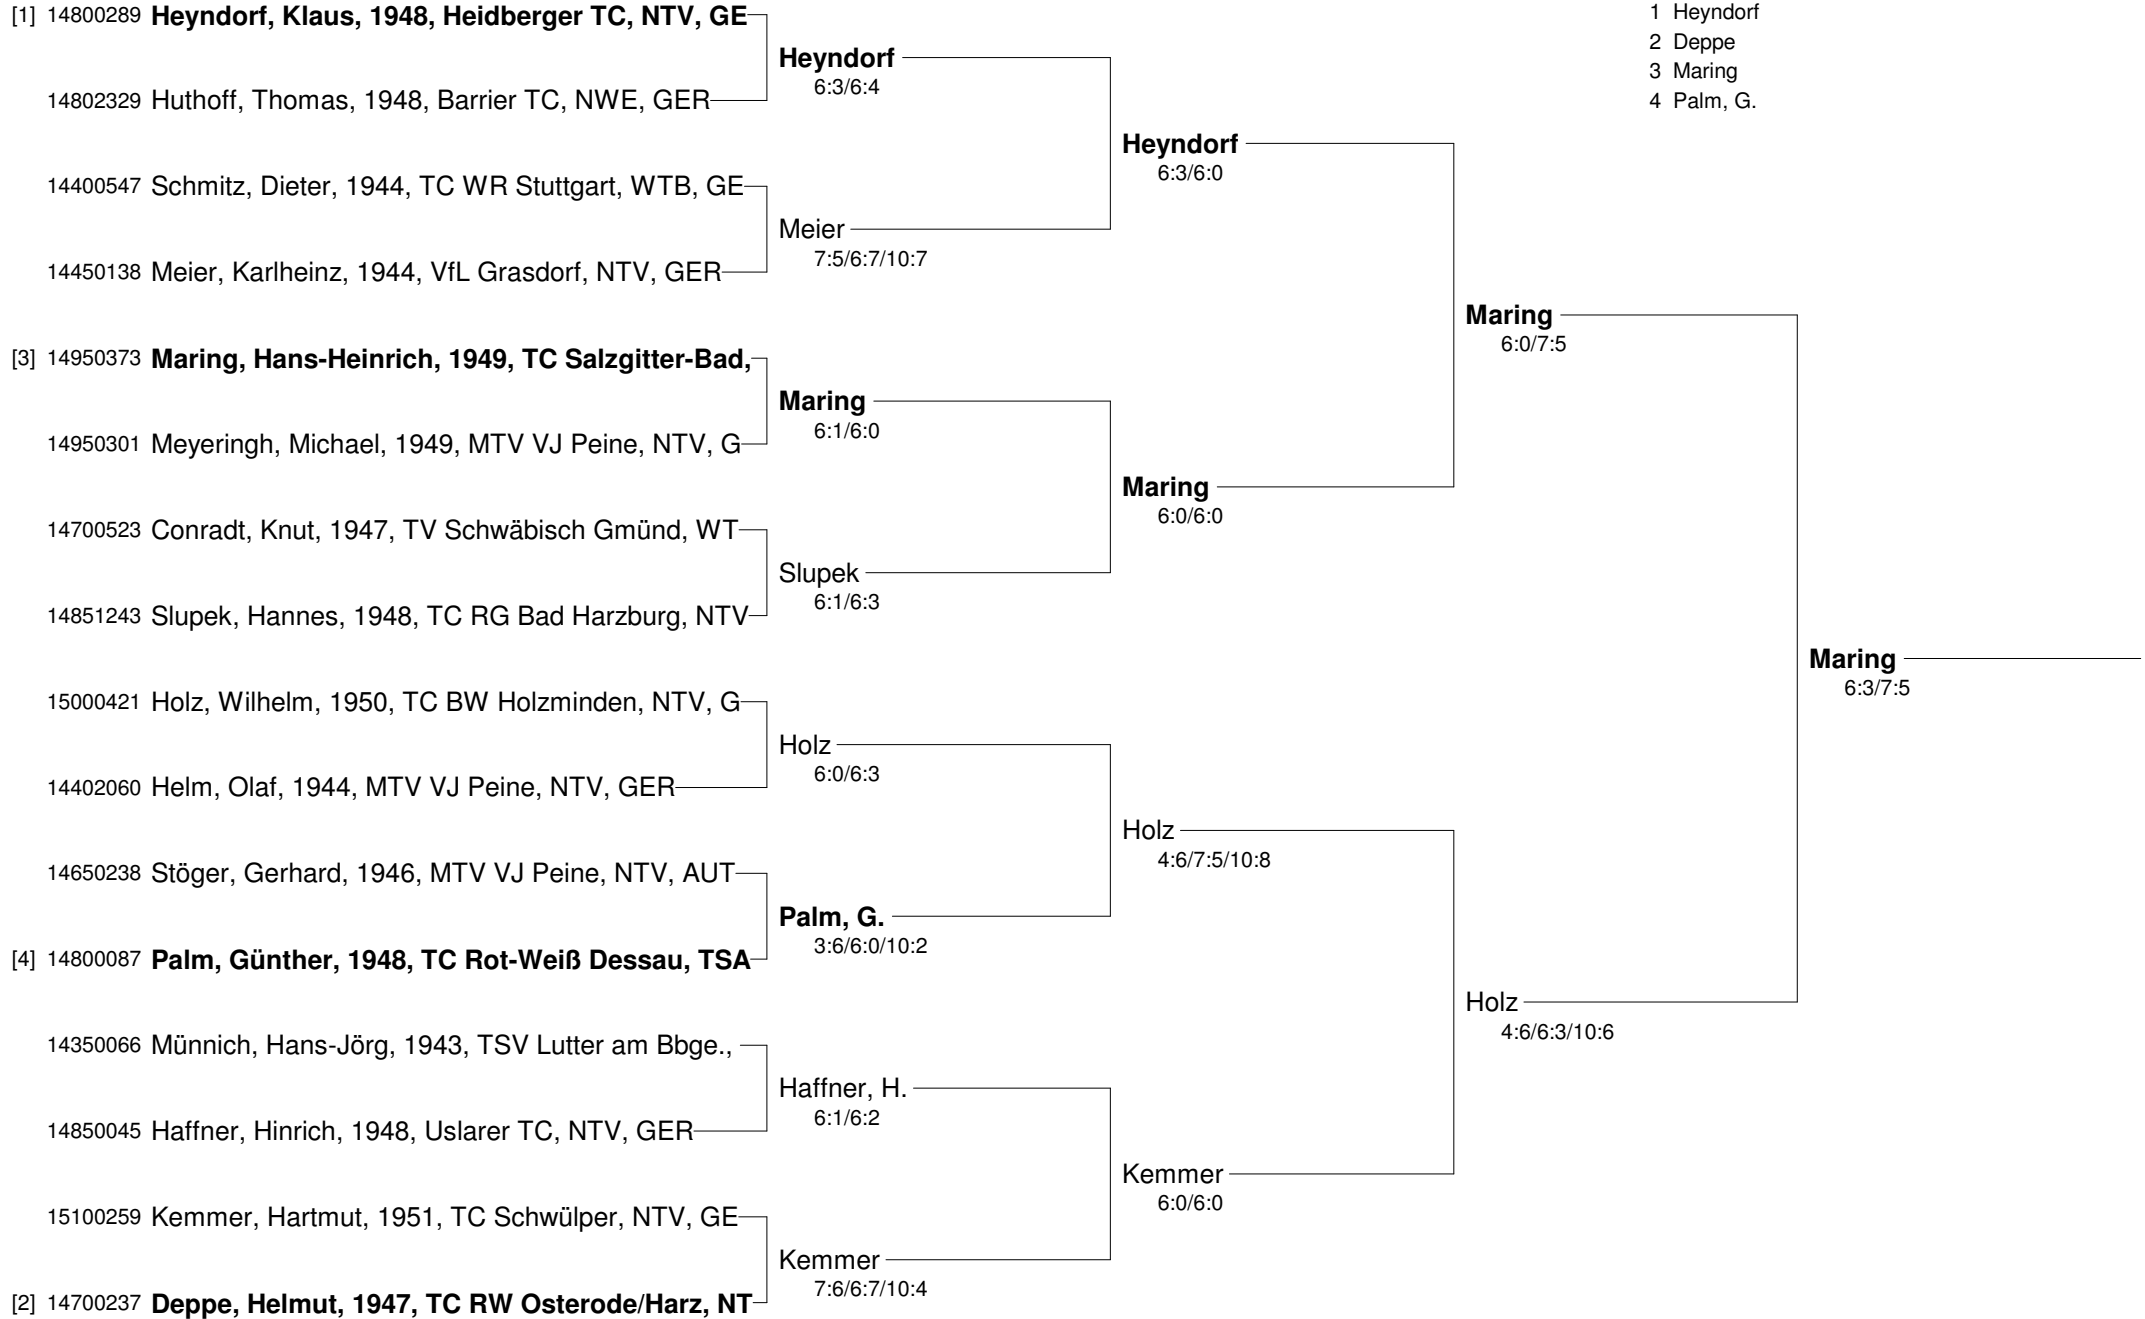 [1] 14800289 Heyndorf, Klaus, 1948, Heidberger TC, NTV, GE
1 Heyndorf
2 Deppe
Heyndorf
3 Maring
6:3/6:4
14802329 Huthoff, Thomas, 1948, Barrier TC, NWE, GER
4 Palm, G.
Heyndorf
6:3/6:0
14400547 Schmitz, Dieter, 1944, TC WR Stuttgart, WTB, GE
Meier
7:5/6:7/10:7
14450138 Meier, Karlheinz, 1944, VfL Grasdorf, NTV, GER
Maring
6:0/7:5
[3] 14950373 Maring, Hans-Heinrich, 1949, TC Salzgitter-Bad,
Maring
6:1/6:0
14950301 Meyeringh, Michael, 1949, MTV VJ Peine, NTV, G
Maring
6:0/6:0
14700523 Conradt, Knut, 1947, TV Schwäbisch Gmünd, WT
Slupek
6:1/6:3
14851243 Slupek, Hannes, 1948, TC RG Bad Harzburg, NTV
Maring
6:3/7:5
15000421 Holz, Wilhelm, 1950, TC BW Holzminden, NTV, G
Holz
6:0/6:3
14402060 Helm, Olaf, 1944, MTV VJ Peine, NTV, GER
Holz
4:6/7:5/10:8
14650238 Stöger, Gerhard, 1946, MTV VJ Peine, NTV, AUT
Palm, G.
3:6/6:0/10:2
[4] 14800087 Palm, Günther, 1948, TC Rot-Weiß Dessau, TSA
Holz
4:6/6:3/10:6
14350066 Münnich, Hans-Jörg, 1943, TSV Lutter am Bbge.,
Haffner, H.
6:1/6:2
14850045 Haffner, Hinrich, 1948, Uslarer TC, NTV, GER
Kemmer
6:0/6:0
15100259 Kemmer, Hartmut, 1951, TC Schwülper, NTV, GE
Kemmer
7:6/6:7/10:4
[2] 14700237 Deppe, Helmut, 1947, TC RW Osterode/Harz, NT